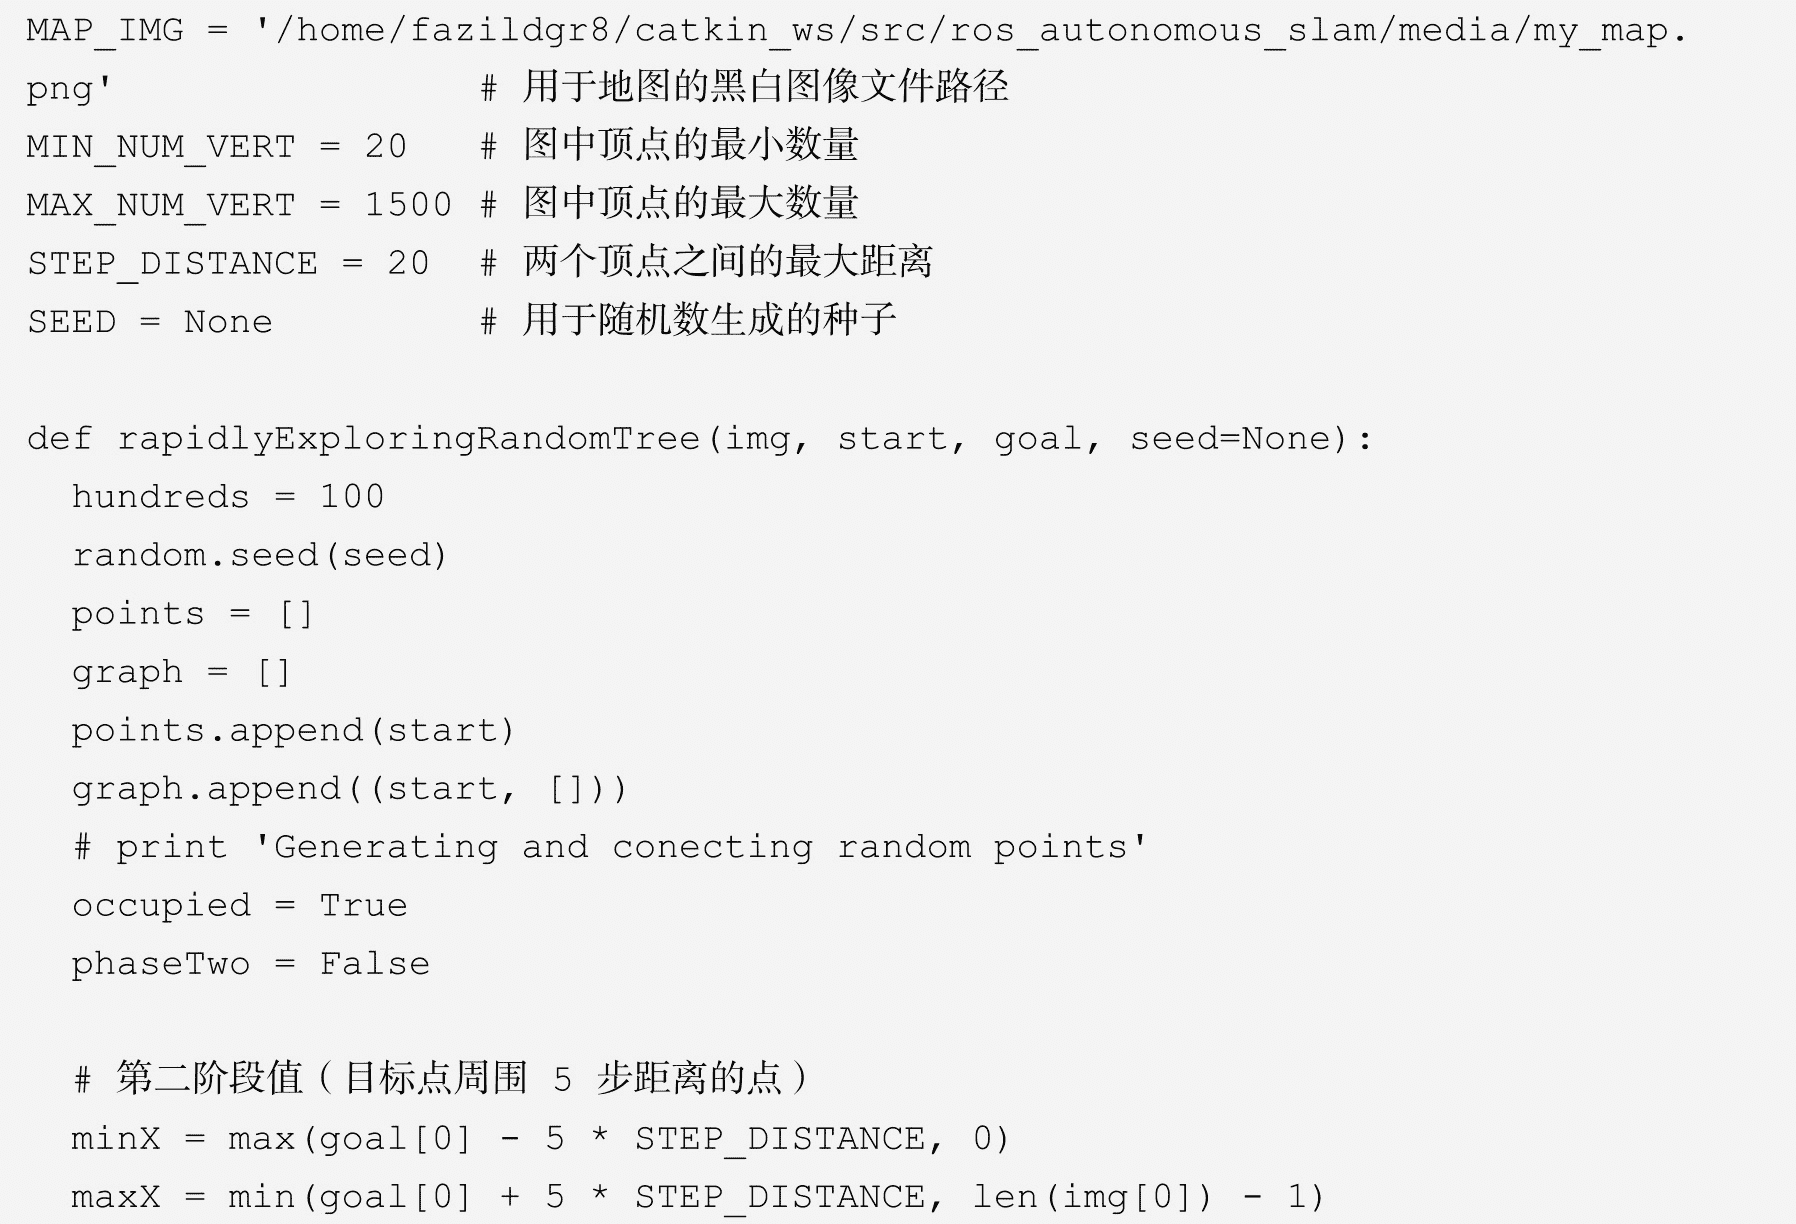 MAP_IMG = '/home/fazildgr8/catkin_ws/src/ros_autonomous_slam/media/my_map.
png'                # 用于地图的黑白图像文件路径
MIN_NUM_VERT = 20   # 图中顶点的最小数量
MAX_NUM_VERT = 1500 # 图中顶点的最大数量
STEP_DISTANCE = 20  # 两个顶点之间的最大距离
SEED = None         # 用于随机数生成的种子

def rapidlyExploringRandomTree(img, start, goal, seed=None):
  hundreds = 100
  random.seed(seed)
  points = []
  graph = []
  points.append(start)
  graph.append((start, []))
  # print 'Generating and conecting random points'
  occupied = True
  phaseTwo = False

  # 第二阶段值（目标点周围 5 步距离的点）
  minX = max(goal[0] - 5 * STEP_DISTANCE, 0)
  maxX = min(goal[0] + 5 * STEP_DISTANCE, len(img[0]) - 1)